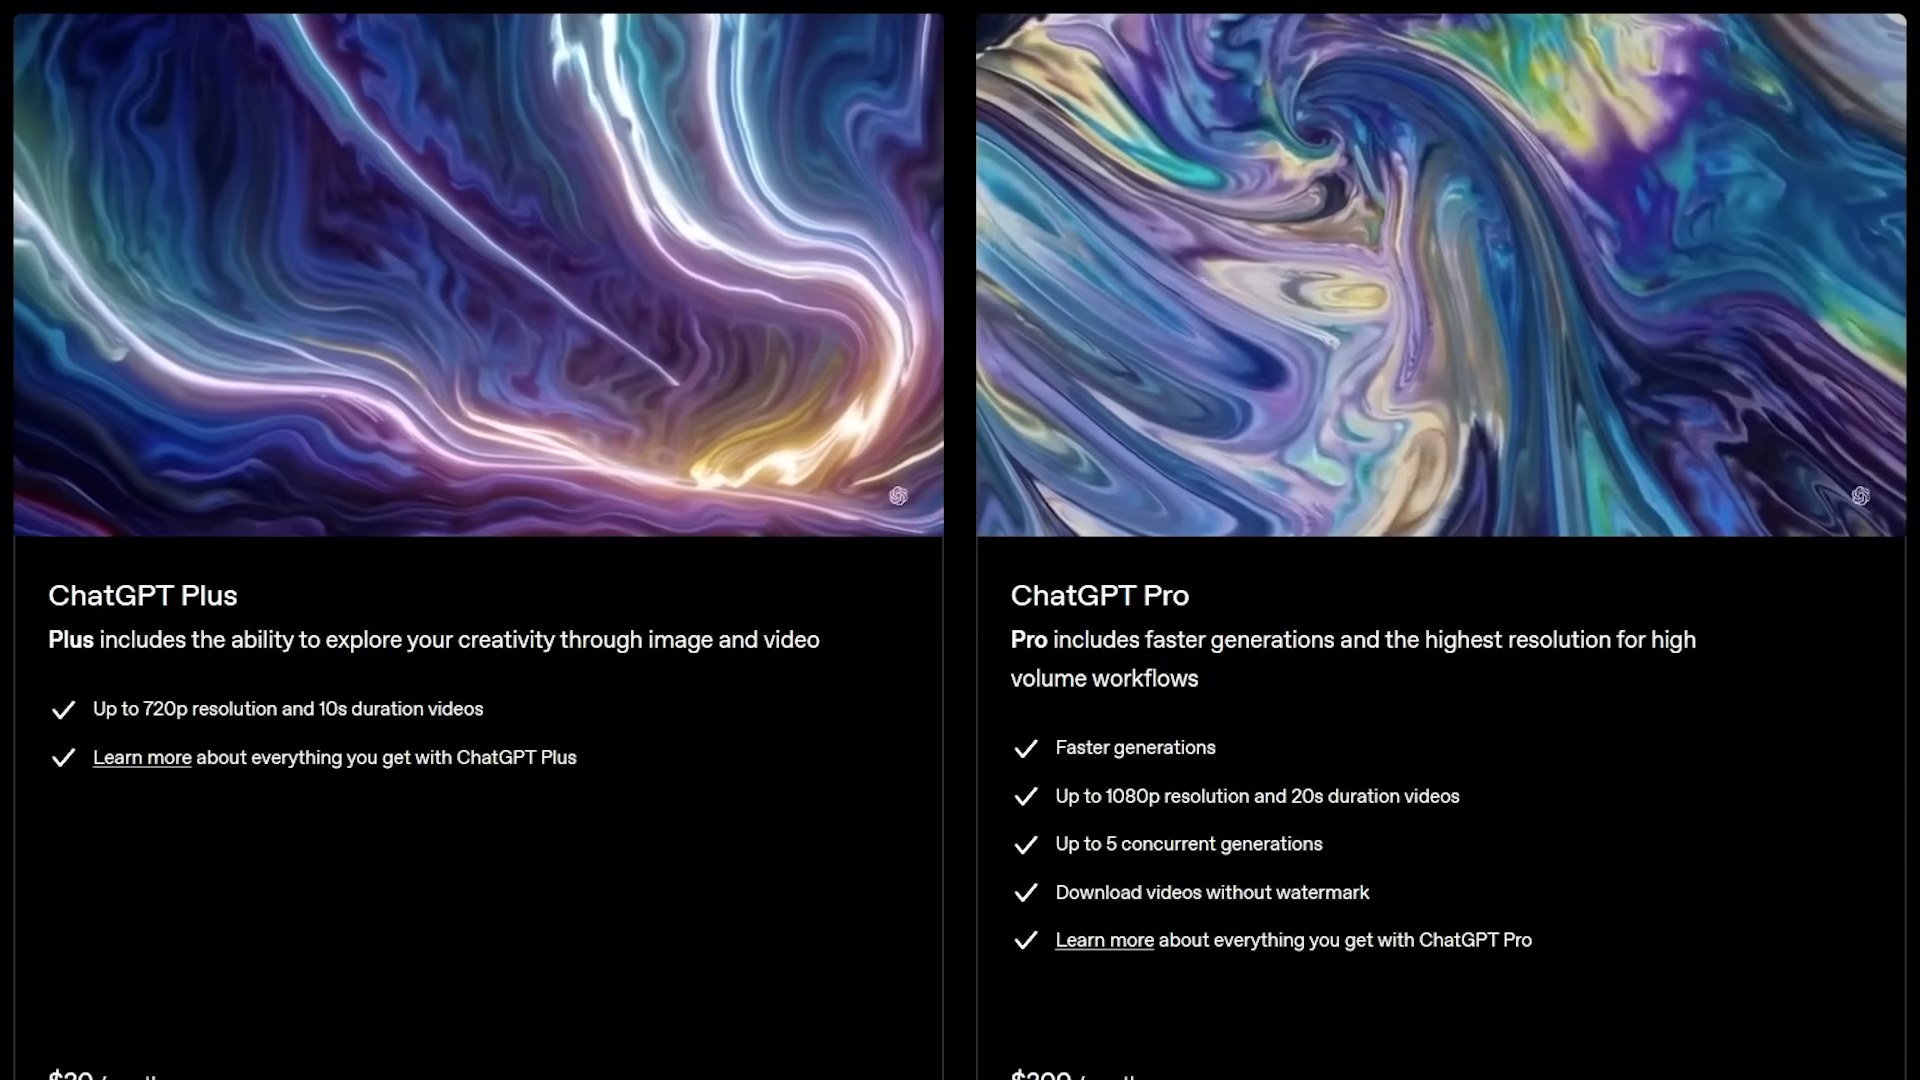 ChatGPT Plus
Plus includes the ability to explore your creativity through image and video
Up to 720p resolution and 10s duration videos
Learn more about everything you get with ChatGPT Plus
ChatGPT Pro
Pro includes faster generations and the highest resolution for high
volume workflows
Faster generations
Up to 1080p resolution and 20s duration videos
Up to 5 concurrent generations
Download videos without watermark
Learn more about everything you get with ChatGPT Pro